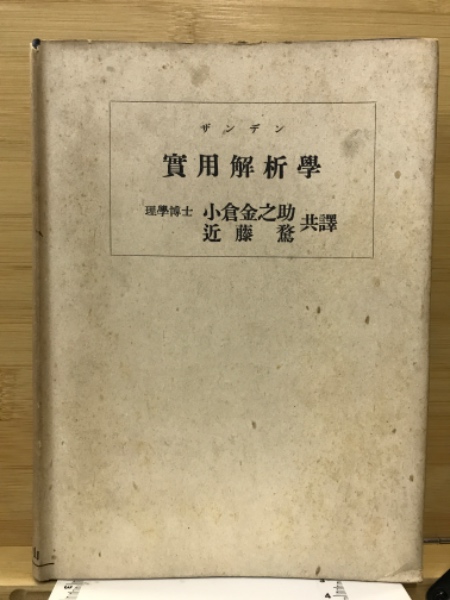 ザンデン
實用解析學
理學博士 小倉金之助
近藤鶩 共譯